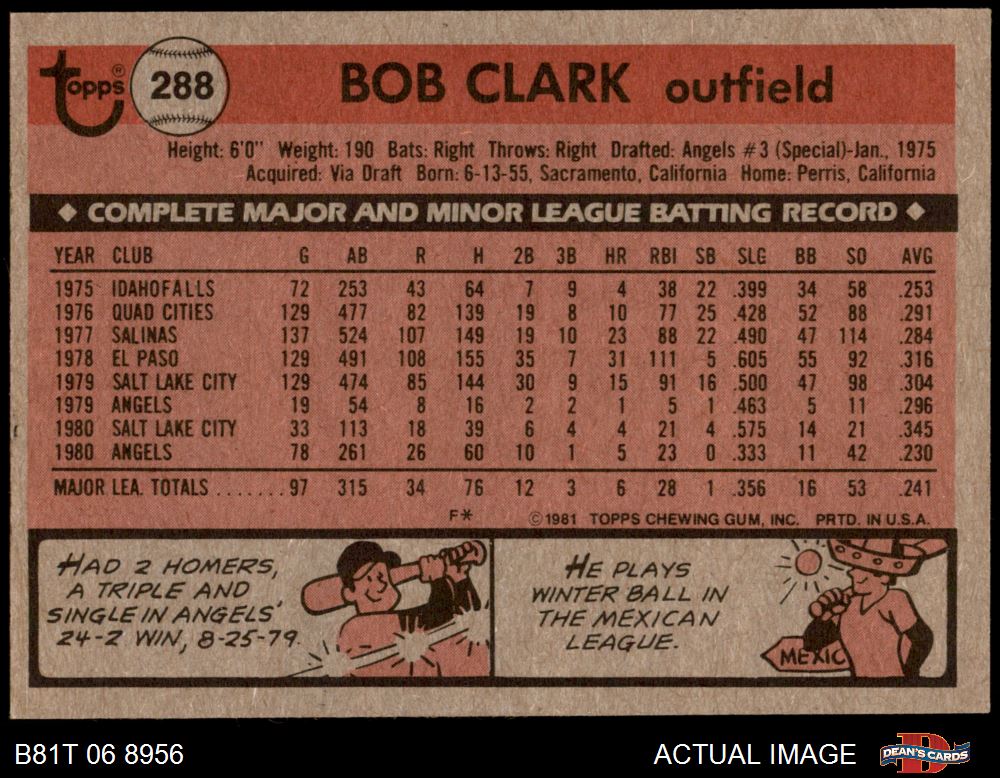 Topps® 288 BOB CLARK outfield
Height: 6'0" Weight: 190 Bats: Right Throws: Right Drafted: Angels #3 (Special)-Jan., 1975
Acquired: Via Draft Born: 6-13-55, Sacramento, California Home: Perris, California
◆ COMPLETE MAJOR AND MINOR LEAGUE BATTING RECORD ◆
YEAR CLUB G AB R H 2B 3B HR RBI SB SLG BB SO AVG
1975 IDAHOFALLS 72 253 43 64 7 9 4 38 22 .399 34 58 .253
1976 QUAD CITIES 129 477 82 139 19 8 10 77 25 .428 52 88 .291
1977 SALINAS 137 524 107 149 19 10 23 88 22 .490 47 114 .284
1978 EL PASO 129 491 108 155 35 7 31 111 5 .605 55 92 .316
1979 SALT LAKE CITY 129 474 85 144 30 9 15 91 16 .500 47 98 .304
1979 ANGELS 19 54 8 16 2 2 1 5 1 .463 5 11 .296
1980 SALT LAKE CITY 33 113 18 39 6 4 4 21 4 .575 14 21 .345
1980 ANGELS 78 261 26 60 10 1 5 23 0 .333 11 42 .230
MAJOR LEA. TOTALS ....... 97 315 34 76 12 3 6 28 1 .356 16 53 .241
F* ©1981 TOPPS CHEWING GUM, INC. PRTD. IN U.S.A.
HAD 2 HOMERS,
A TRIPLE AND
SINGLE IN ANGELS'
24-2 WIN, 8-25-79.
HE PLAYS
WINTER BALL IN
THE MEXICAN
LEAGUE.
MEXIC
B81T 06 8956 ACTUAL IMAGE DEAN'S CARDS